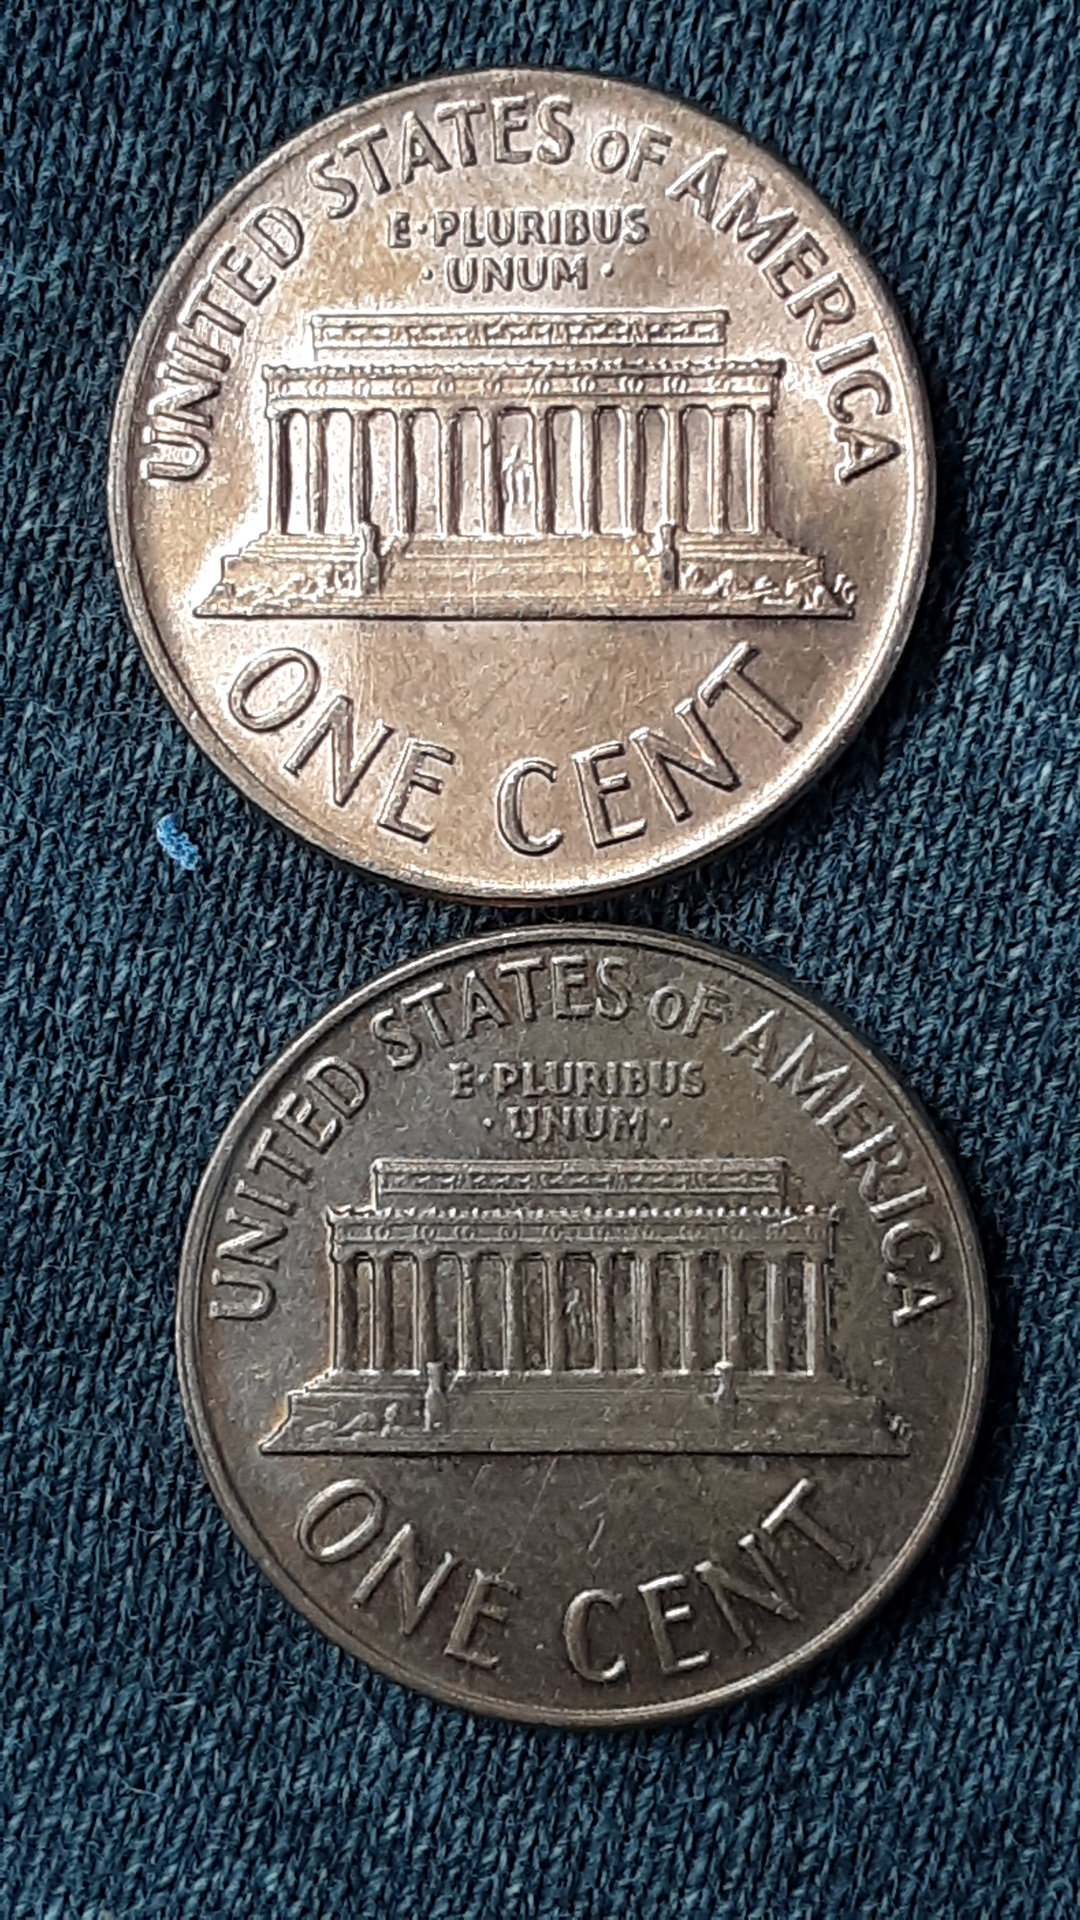 UNITED STATES OF AMERICA
E·PLURIBUS
·UNUM·
ONE CENT
UNITED STATES OF AMERICA
E·PLURIBUS
·UNUM·
ONE CENT